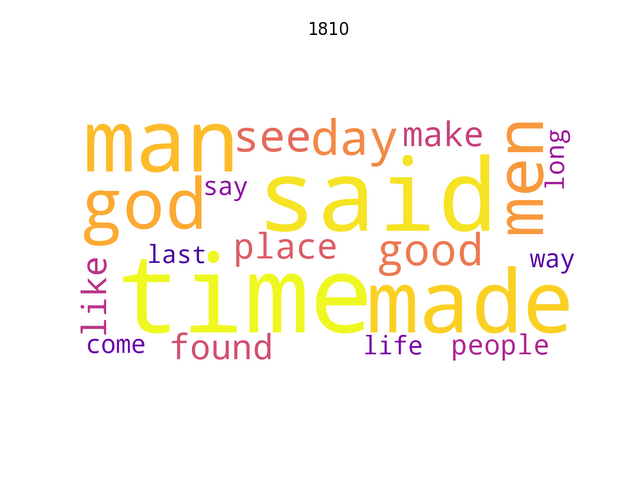 1810
man
see
day
make
men
long
god
say
said
last
place
good
way
like
time
made
come
found
life
people